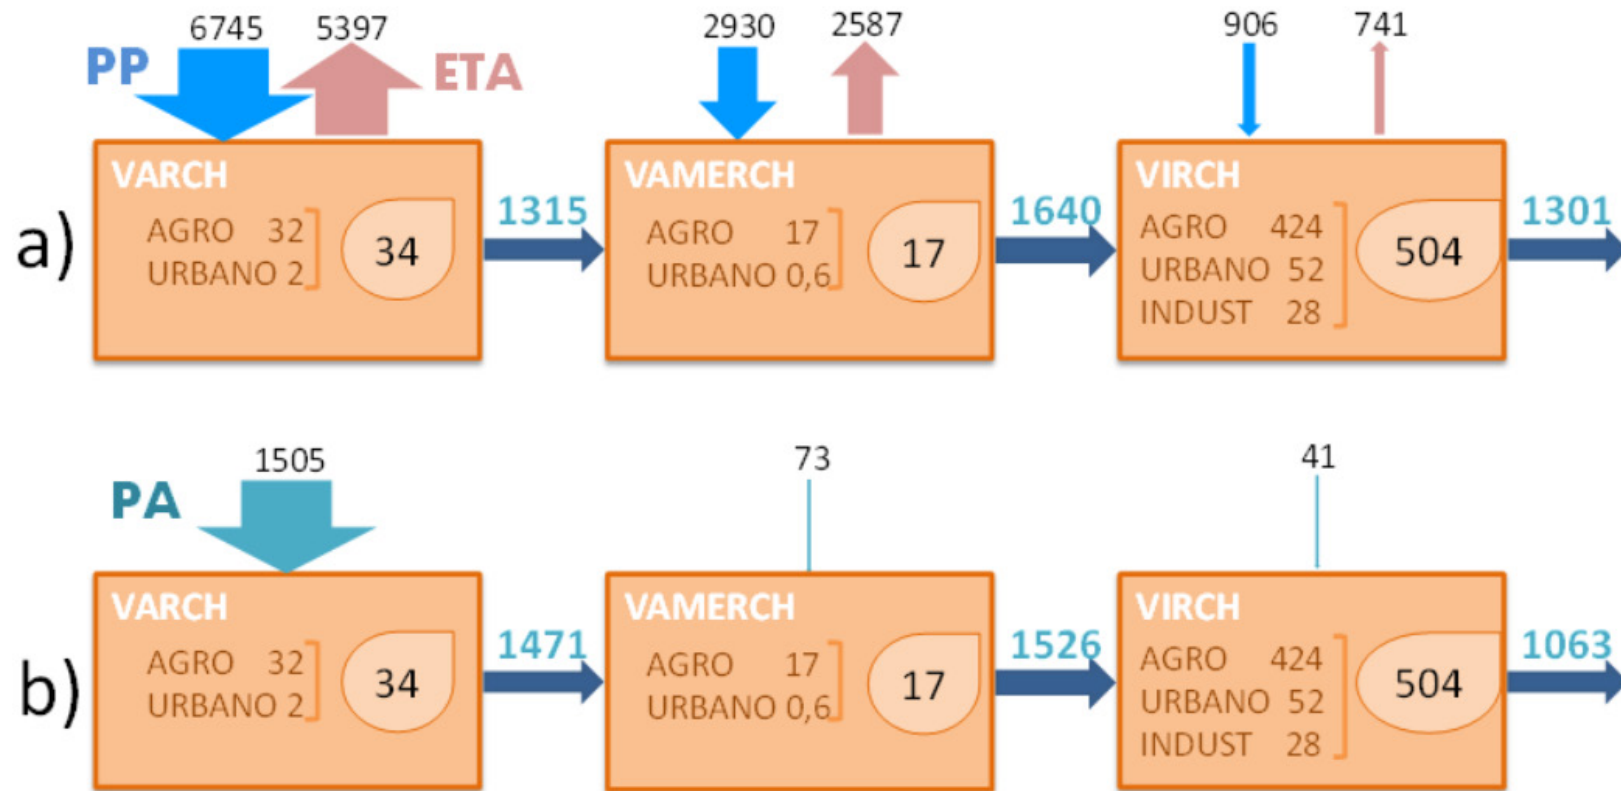 6745 5397 2930 2587 906 741
PP ETA
VARCH VAMERCH VIRCH
a)
AGRO 32
URBANO 2
34
1315
AGRO 17
URBANO 0,6
17
1640
AGRO 424
URBANO 52
INDUST 28
504
1301
1505 73 41
PA
VARCH VAMERCH VIRCH
b)
AGRO 32
URBANO 2
34
1471
AGRO 17
URBANO 0,6
17
1526
AGRO 424
URBANO 52
INDUST 28
504
1063